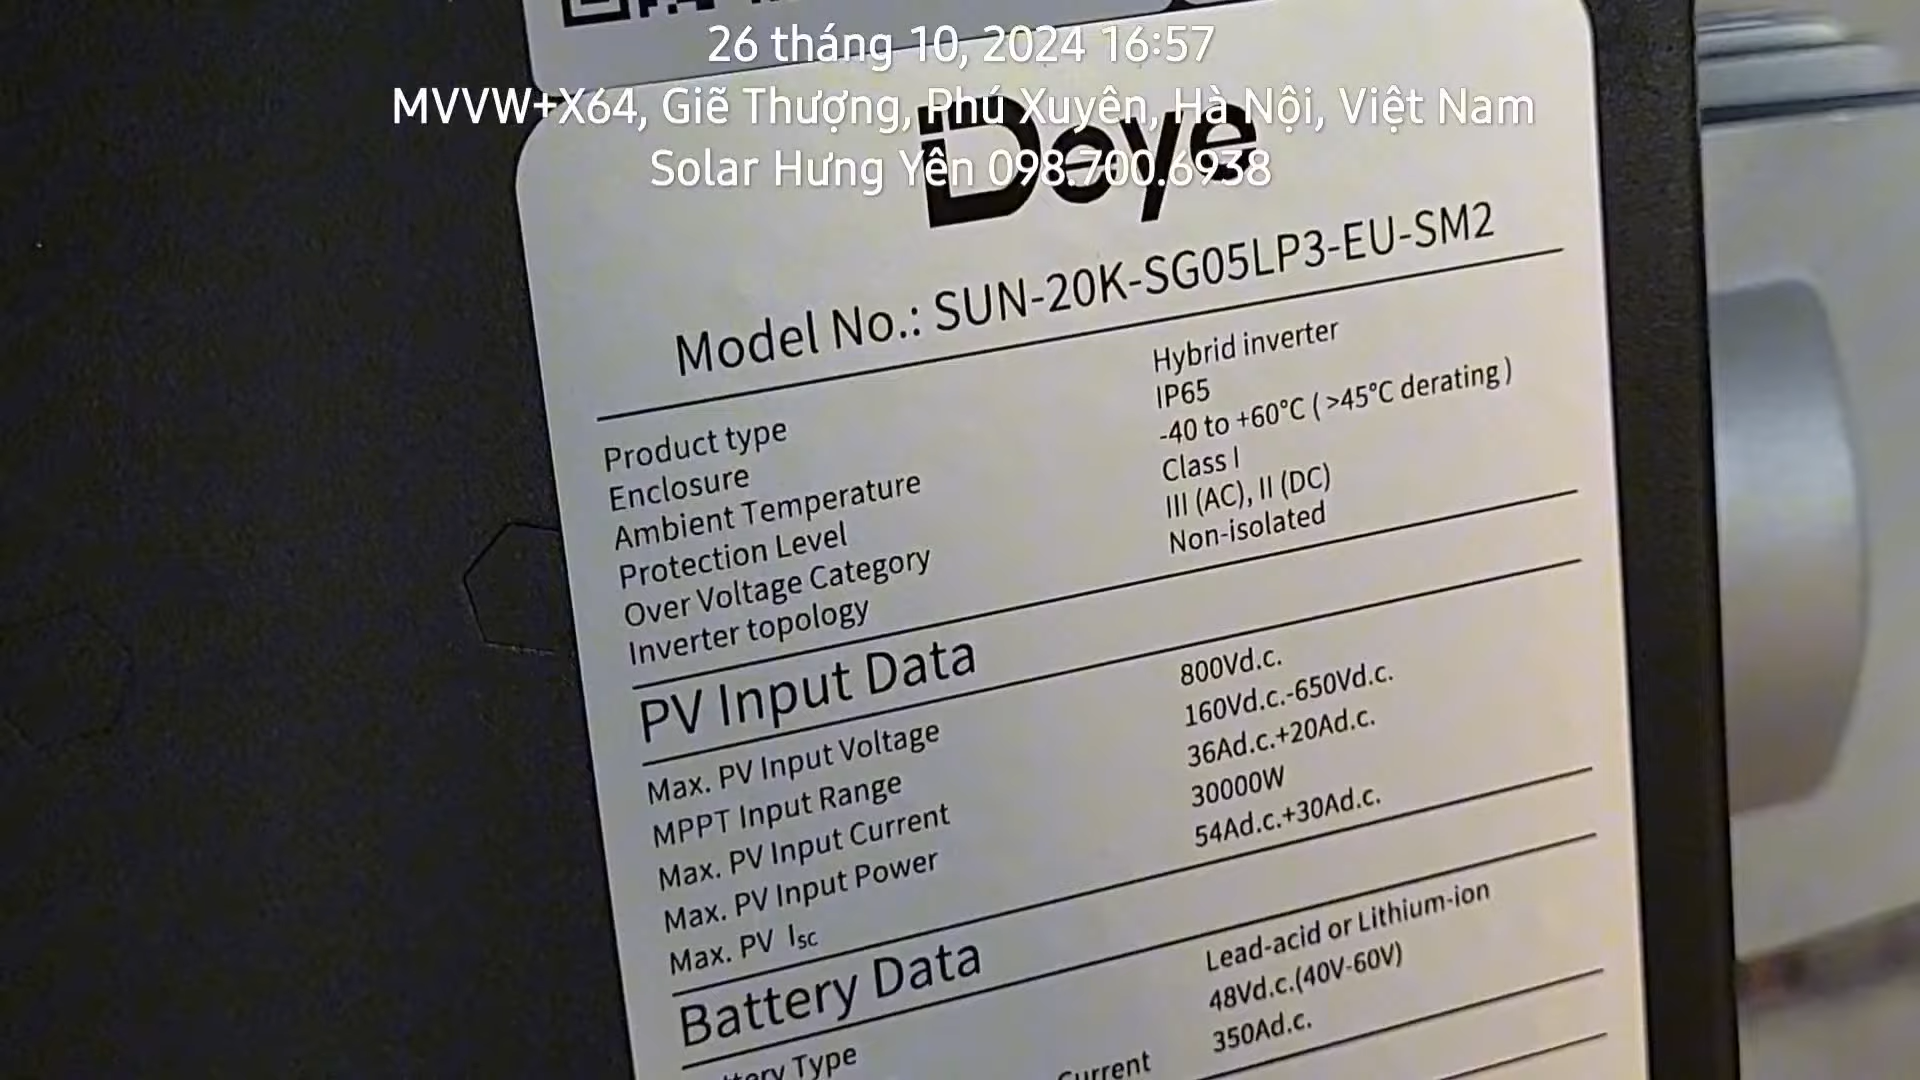 26 tháng 10, 2024 16:57
MVVW+X64, Giẽ Thượng, Phú Xuyên, Hà Nội, Việt Nam
Solar Hưng Yên 098.700.6938
Deye
Model No.: SUN-20K-SG05LP3-EU-SM2
Product type Hybrid inverter
Enclosure IP65
Ambient Temperature -40 to +60°C ( >45°C derating )
Protection Level Class I
Over Voltage Category III (AC), II (DC)
Inverter topology Non-isolated
PV Input Data
Max. PV Input Voltage 800Vd.c.
MPPT Input Range 160Vd.c.-650Vd.c.
Max. PV Input Current 36Ad.c.+20Ad.c.
Max. PV Input Power 30000W
Max. PV Isc 54Ad.c.+30Ad.c.
Battery Data
Type Lead-acid or Lithium-ion
48Vd.c.(40V-60V)
Current 350Ad.c.